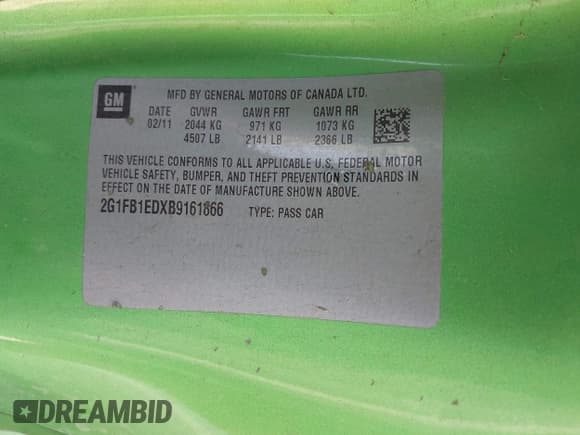 GM
MFD BY GENERAL MOTORS OF CANADA LTD.
DATE GVWR GAWR FRT GAWR RR
02/11 2044 KG 971 KG 1073 KG
4507 LB 2141 LB 2366 LB
THIS VEHICLE CONFORMS TO ALL APPLICABLE U.S. FEDERAL MOTOR
VEHICLE SAFETY, BUMPER, AND THEFT PREVENTION STANDARDS IN
EFFECT ON THE DATE OF MANUFACTURE SHOWN ABOVE.
2G1FB1EDXB9161866 TYPE: PASS CAR
DREAMBID